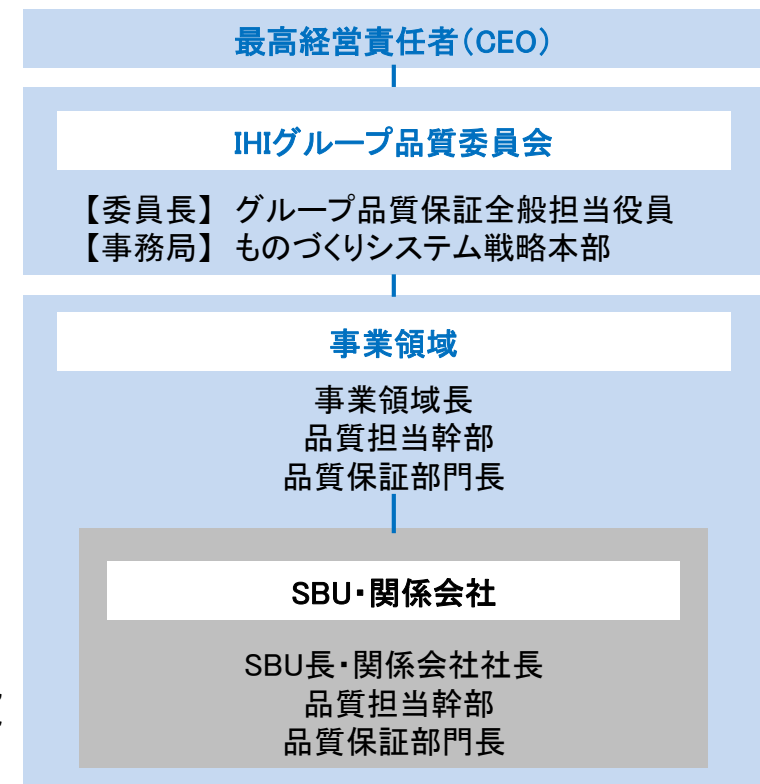 最高経営責任者(CEO)
IHIグループ品質委員会
【委員長】 グループ品質保証全般担当役員
【事務局】 ものづくりシステム戦略本部
事業領域
事業領域長
品質担当幹部
品質保証部門長
SBU・関係会社
SBU長・関係会社社長
品質担当幹部
品質保証部門長